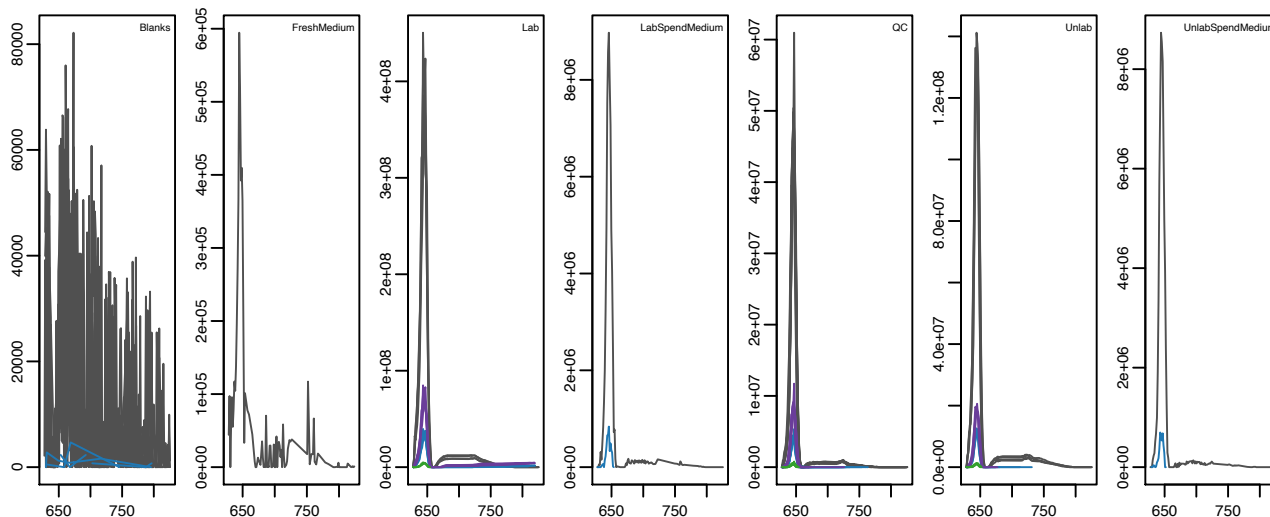 Blanks
0
20000
40000
60000
80000
650
750
FreshMedium
0e+00
1e+05
2e+05
3e+05
4e+05
5e+05
6e+05
650
750
Lab
0e+00
1e+08
2e+08
3e+08
4e+08
650
750
LabSpendMedium
0e+00
2e+06
4e+06
6e+06
8e+06
650
750
QC
0e+00
1e+07
2e+07
3e+07
4e+07
5e+07
6e+07
650
750
Unlab
0.0e+00
4.0e+07
8.0e+07
1.2e+08
650
750
UnlabSpendMedium
0e+00
2e+06
4e+06
6e+06
8e+06
650
750